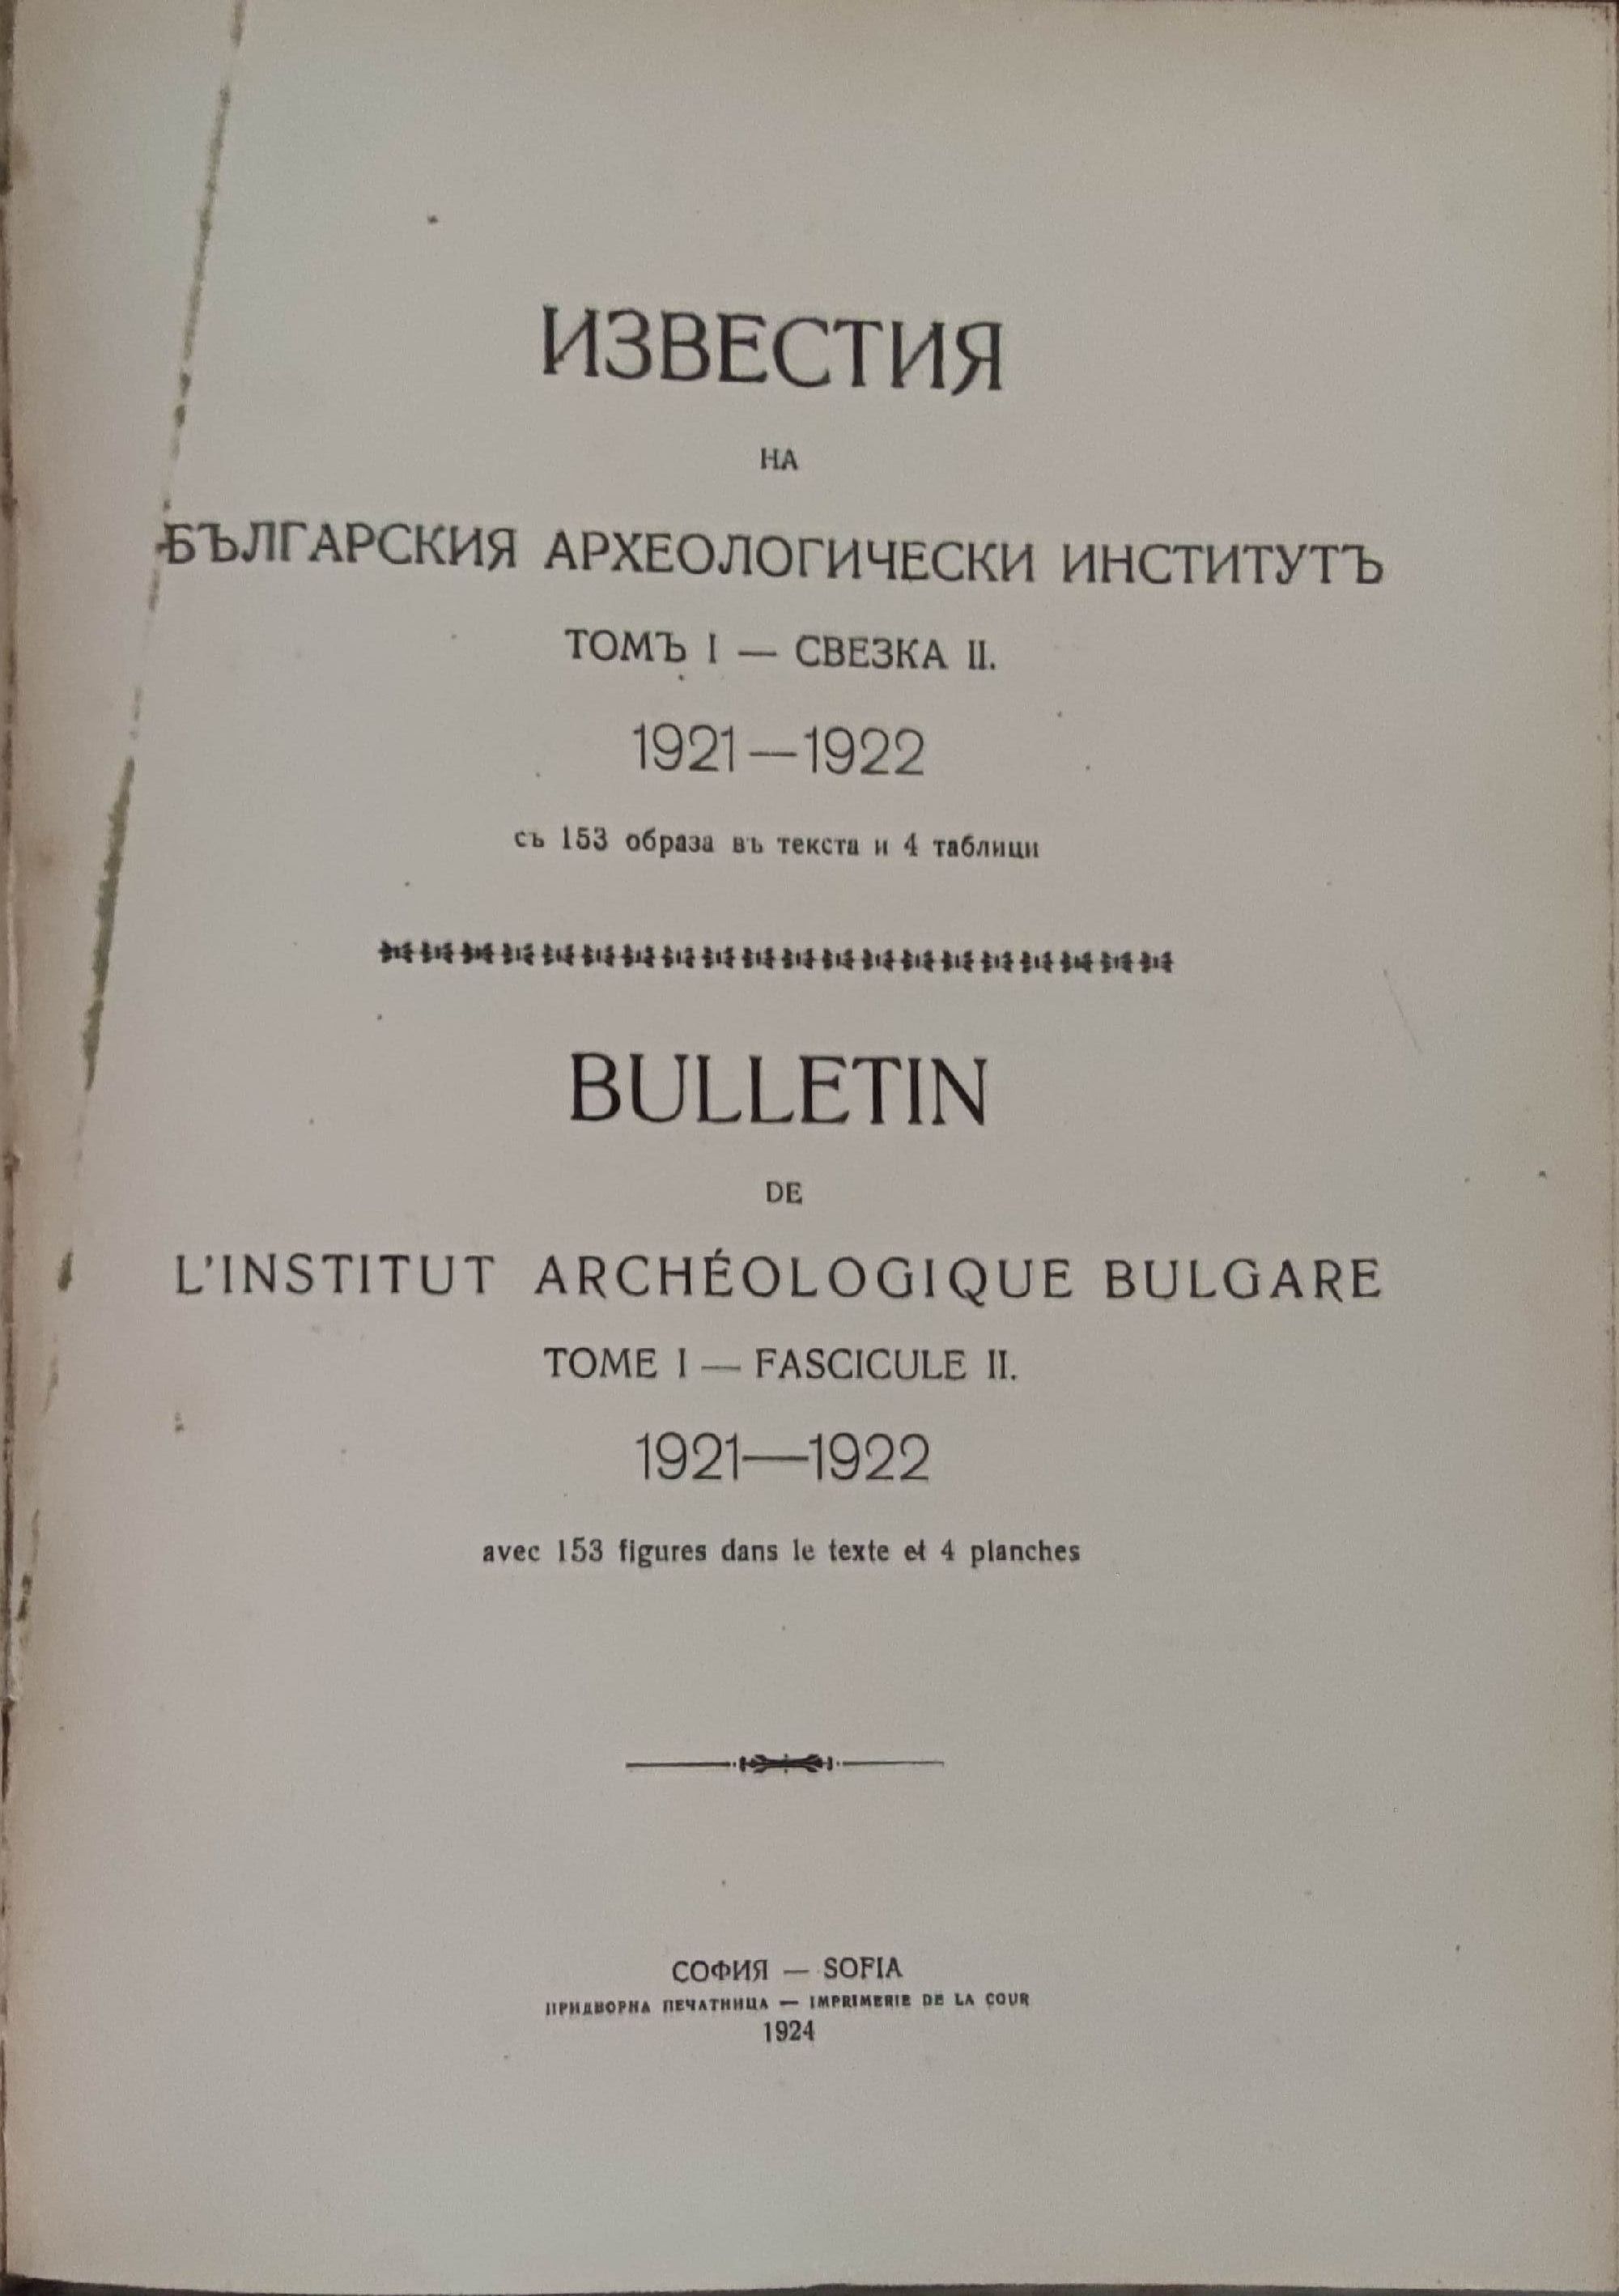 ИЗВЕСТИЯ
НА
БЪЛГАРСКИЯ АРХЕОЛОГИЧЕСКИ ИНСТИТУТЪ
ТОМЪ I — СВЕЗКА II.
1921—1922
съ 153 образа въ текста и 4 таблици
BULLETIN
DE
L'INSTITUT ARCHÉOLOGIQUE BULGARE
TOME I — FASCICULE II.
1921—1922
avec 153 figures dans le texte et 4 planches
СОФИЯ — SOFIA
ПРИДВОРНА ПЕЧАТНИЦА — IMPRIMERIE DE LA COUR
1924